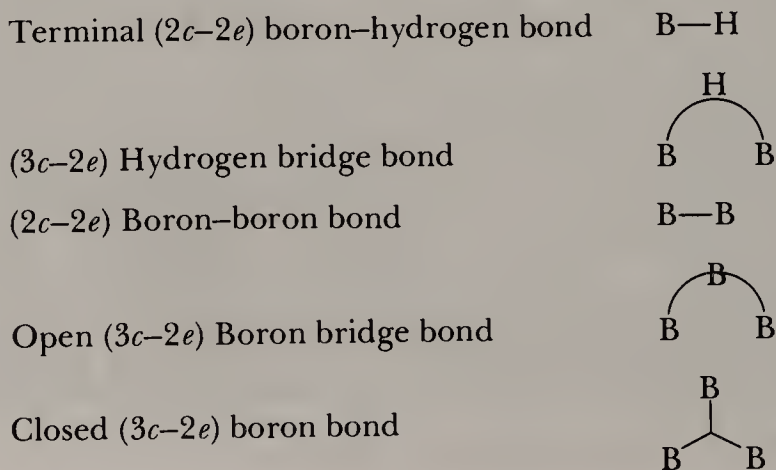 Terminal (2c–2e) boron–hydrogen bond B—H
H
(3c–2e) Hydrogen bridge bond B B
(2c–2e) Boron–boron bond B—B
B
Open (3c–2e) Boron bridge bond B B
B
Closed (3c–2e) boron bond
B B